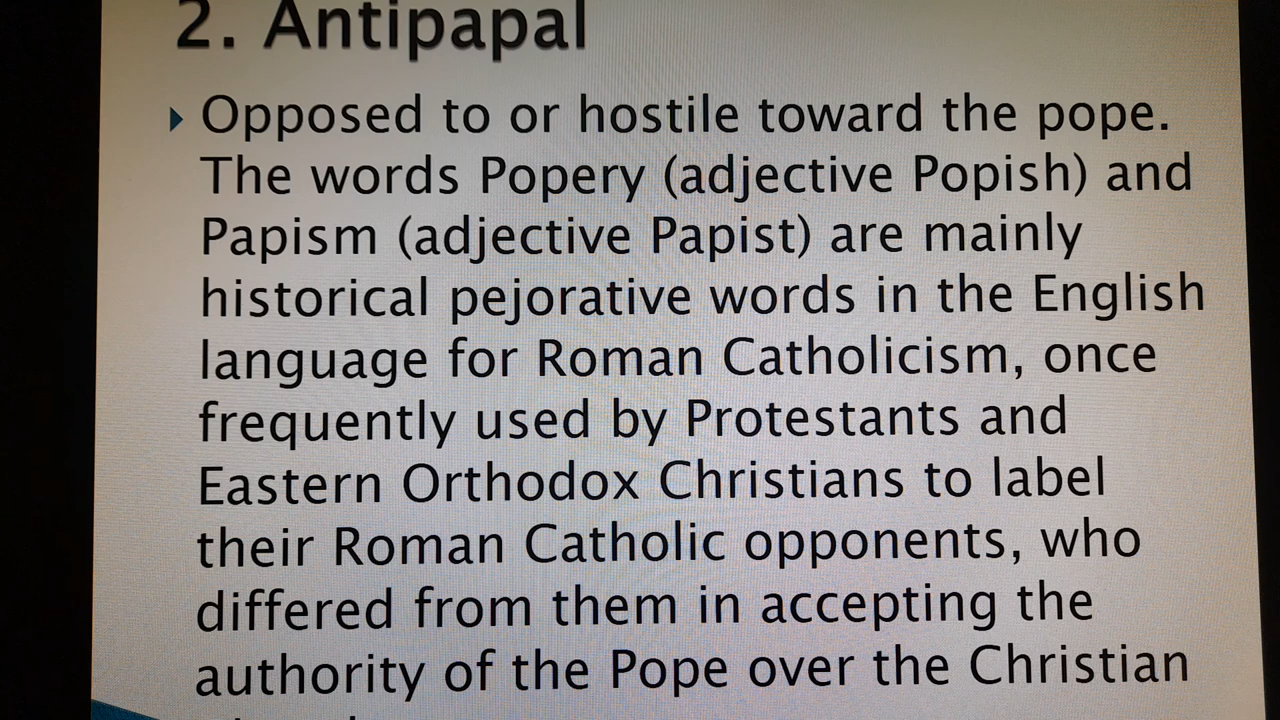 2. Antipapal
Opposed to or hostile toward the pope.
The words Popery (adjective Popish) and
Papism (adjective Papist) are mainly
historical pejorative words in the English
language for Roman Catholicism, once
frequently used by Protestants and
Eastern Orthodox Christians to label
their Roman Catholic opponents, who
differed from them in accepting the
authority of the Pope over the Christian